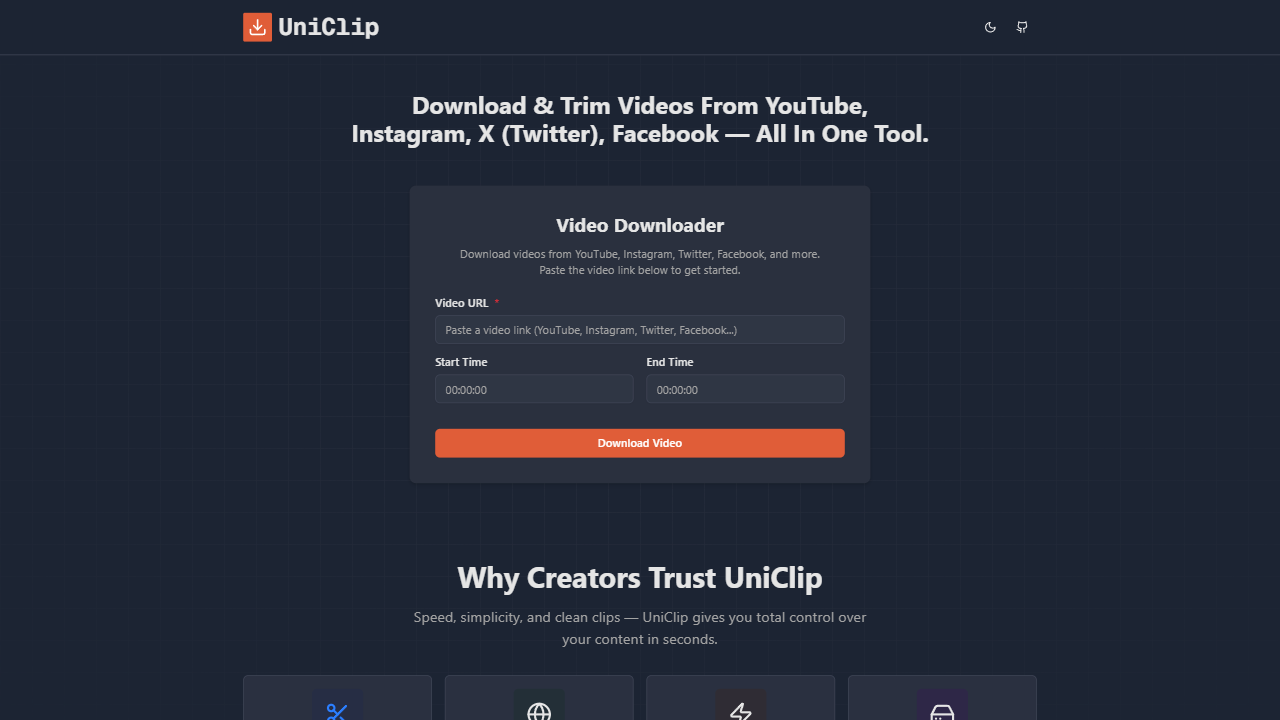 UniClip
Download & Trim Videos From YouTube,
Instagram, X (Twitter), Facebook — All In One Tool.
Video Downloader
Download videos from YouTube, Instagram, Twitter, Facebook, and more.
Paste the video link below to get started.
Video URL *
Paste a video link (YouTube, Instagram, Twitter, Facebook...)
Start Time End Time
00:00:00 00:00:00
Download Video
Why Creators Trust UniClip
Speed, simplicity, and clean clips — UniClip gives you total control over
your content in seconds.